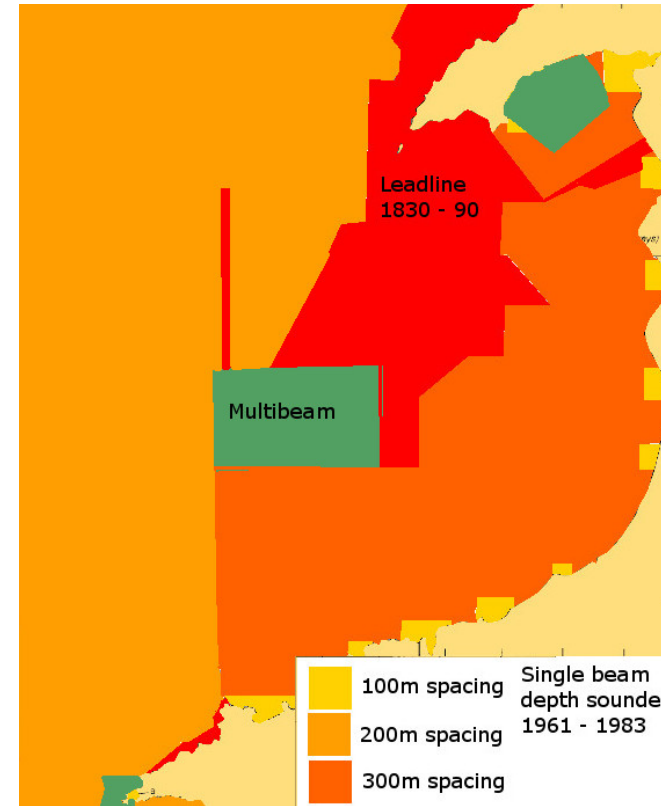 Leadline
1830 - 90
Multibeam
100m spacing
200m spacing
300m spacing
Single beam
depth sounde
1961 - 1983